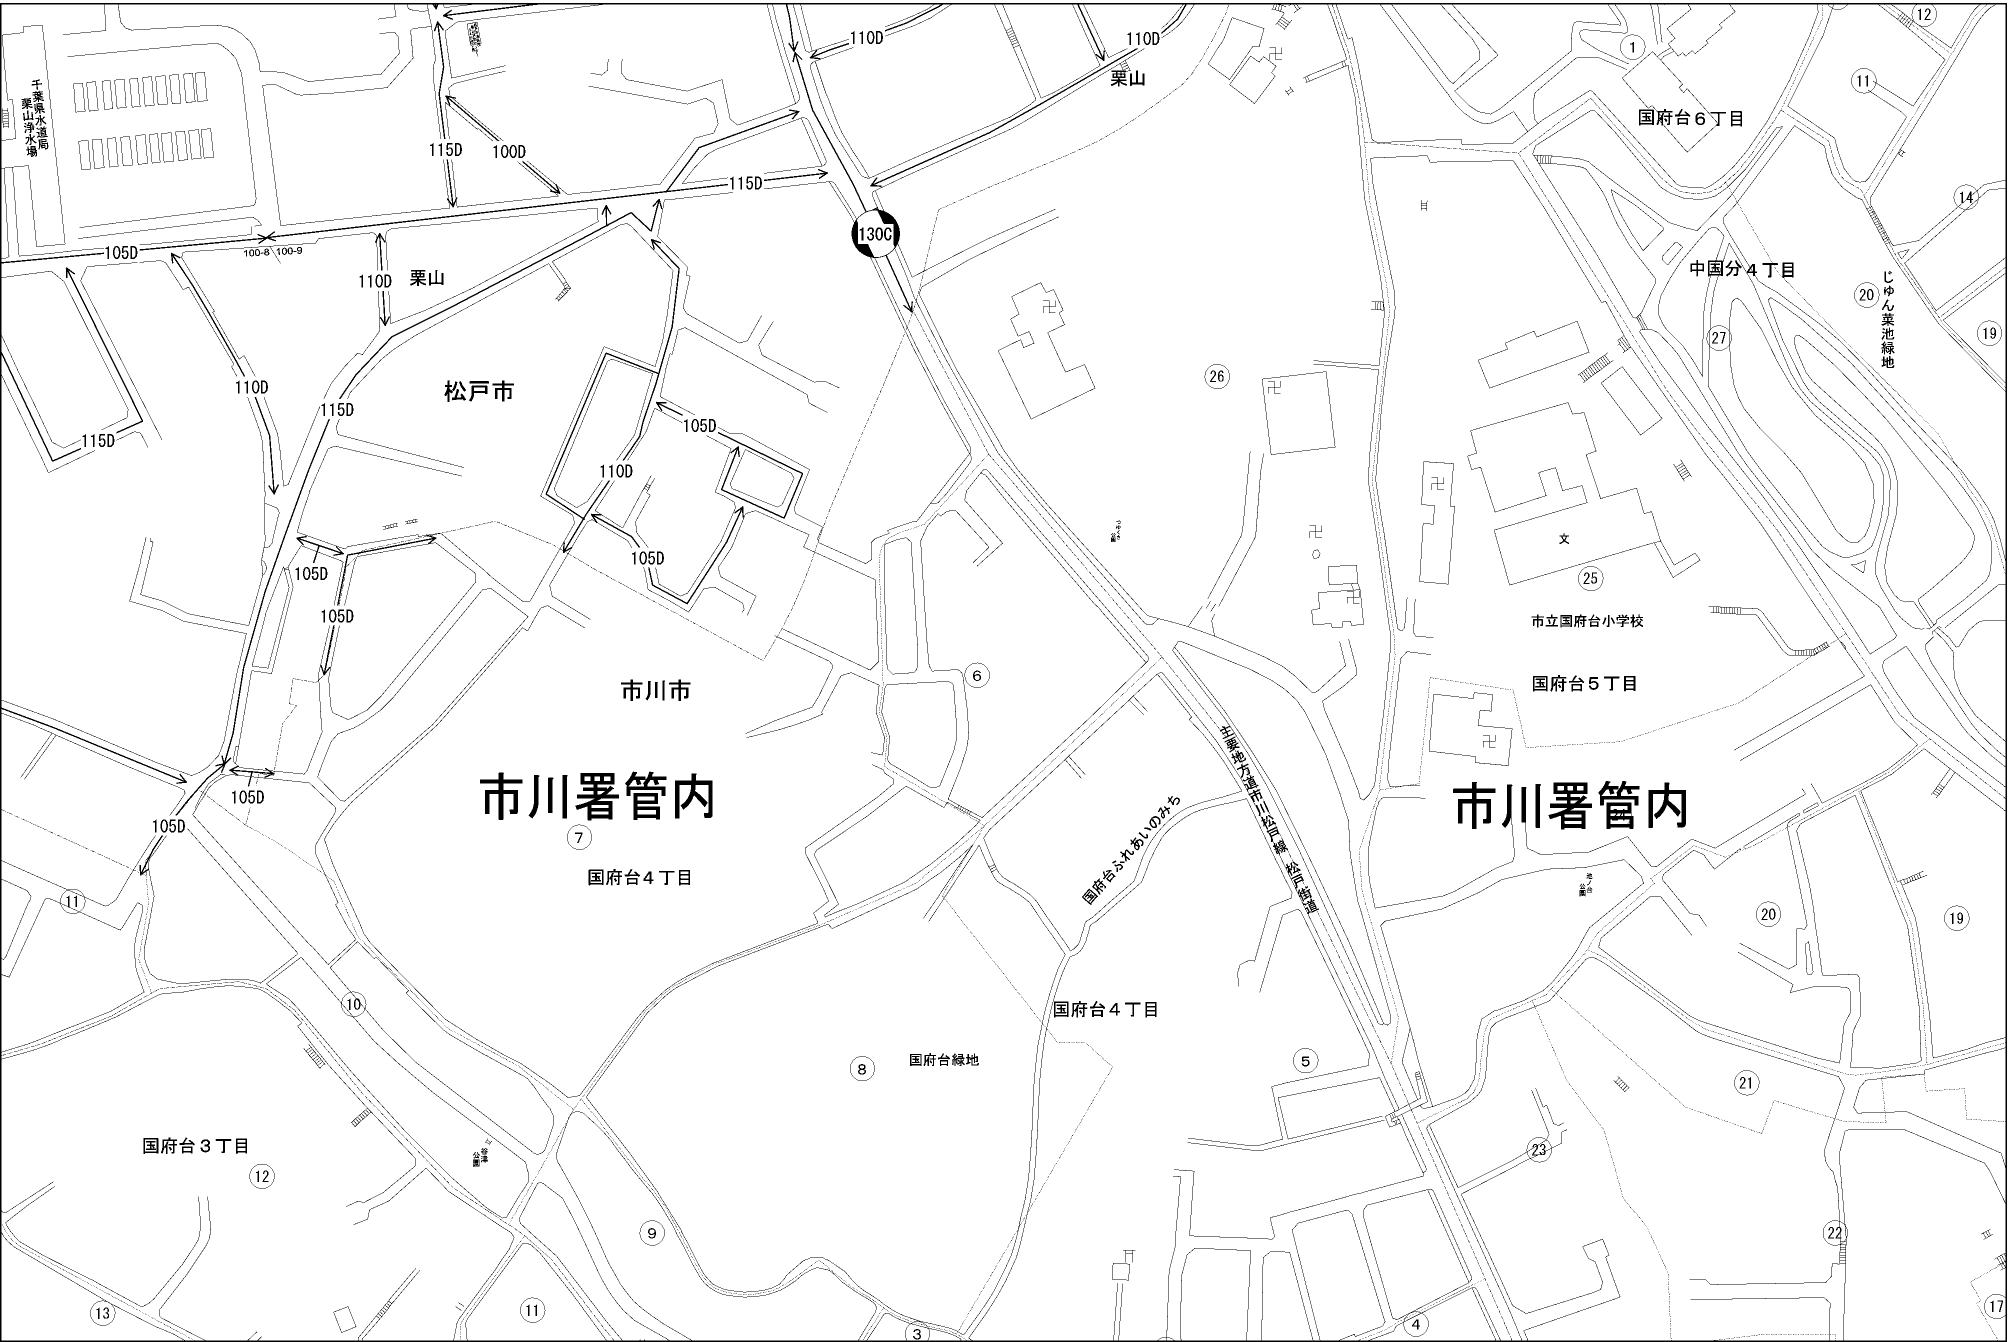 110D
110D
栗山
12
1
11
国府台6丁目
千葉県水道局
栗山浄水場
115D
100D
115D
14
130C
105D
100-8
100-9
110D
栗山
中国分4丁目
20
じゅん菜池緑地
27
19
26
110D
松戸市
115D
105D
115D
110D
文
105D
105D
25
105D
市立国府台小学校
6
国府台5丁目
市川市
主要地方道市川松戸線 松戸街道
市川署管内
市川署管内
105D
105D
7
国府台ふれあいのみち
国府台4丁目
池ノ台
公園
11
20
19
10
国府台4丁目
国府台緑地
8
5
21
国府台3丁目
12
23
9
22
13
11
3
4
17